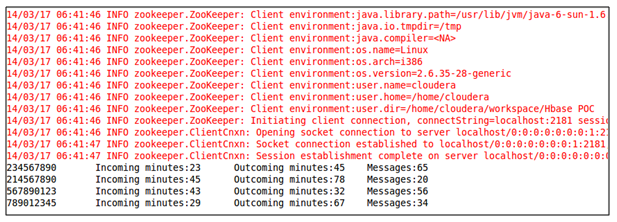 14/03/17 06:41:46 INFO zookeeper.ZooKeeper: Client environment:java.library.path=/usr/lib/jvm/java-6-sun-1.6
14/03/17 06:41:46 INFO zookeeper.ZooKeeper: Client environment:java.io.tmpdir=/tmp
14/03/17 06:41:46 INFO zookeeper.ZooKeeper: Client environment:java.compiler=<NA>
14/03/17 06:41:46 INFO zookeeper.ZooKeeper: Client environment:os.name=Linux
14/03/17 06:41:46 INFO zookeeper.ZooKeeper: Client environment:os.arch=i386
14/03/17 06:41:46 INFO zookeeper.ZooKeeper: Client environment:os.version=2.6.35-28-generic
14/03/17 06:41:46 INFO zookeeper.ZooKeeper: Client environment:user.name=cloudera
14/03/17 06:41:46 INFO zookeeper.ZooKeeper: Client environment:user.home=/home/cloudera
14/03/17 06:41:46 INFO zookeeper.ZooKeeper: Client environment:user.dir=/home/cloudera/workspace/Hbase POC
14/03/17 06:41:46 INFO zookeeper.ZooKeeper: Initiating client connection, connectString=localhost:2181 sessi
14/03/17 06:41:46 INFO zookeeper.ClientCnxn: Opening socket connection to server localhost/0:0:0:0:0:0:0:1:2
14/03/17 06:41:47 INFO zookeeper.ClientCnxn: Socket connection established to localhost/0:0:0:0:0:0:0:1:2181
14/03/17 06:41:47 INFO zookeeper.ClientCnxn: Session establishment complete on server localhost/0:0:0:0:0:0:
234567890 Incoming minutes:23 Outcoming minutes:45 Messages:65
214567890 Incoming minutes:45 Outcoming minutes:78 Messages:20
567890123 Incoming minutes:43 Outcoming minutes:32 Messages:56
789012345 Incoming minutes:29 Outcoming minutes:67 Messages:34